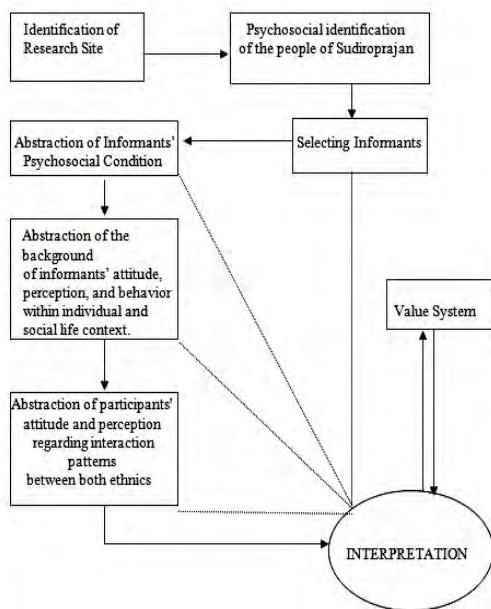 Identification of
Research Site
Psychosocial identification
of the people of Sudiroprajan
Selecting Informants
Abstraction of Informants'
Psychosocial Condition
Abstraction of the
background
of informants' attitude,
perception, and behavior
within individual and
social life context.
Value System
Abstraction of participants'
attitude and perception
regarding interaction
patterns
between both ethnics
INTERPRETATION